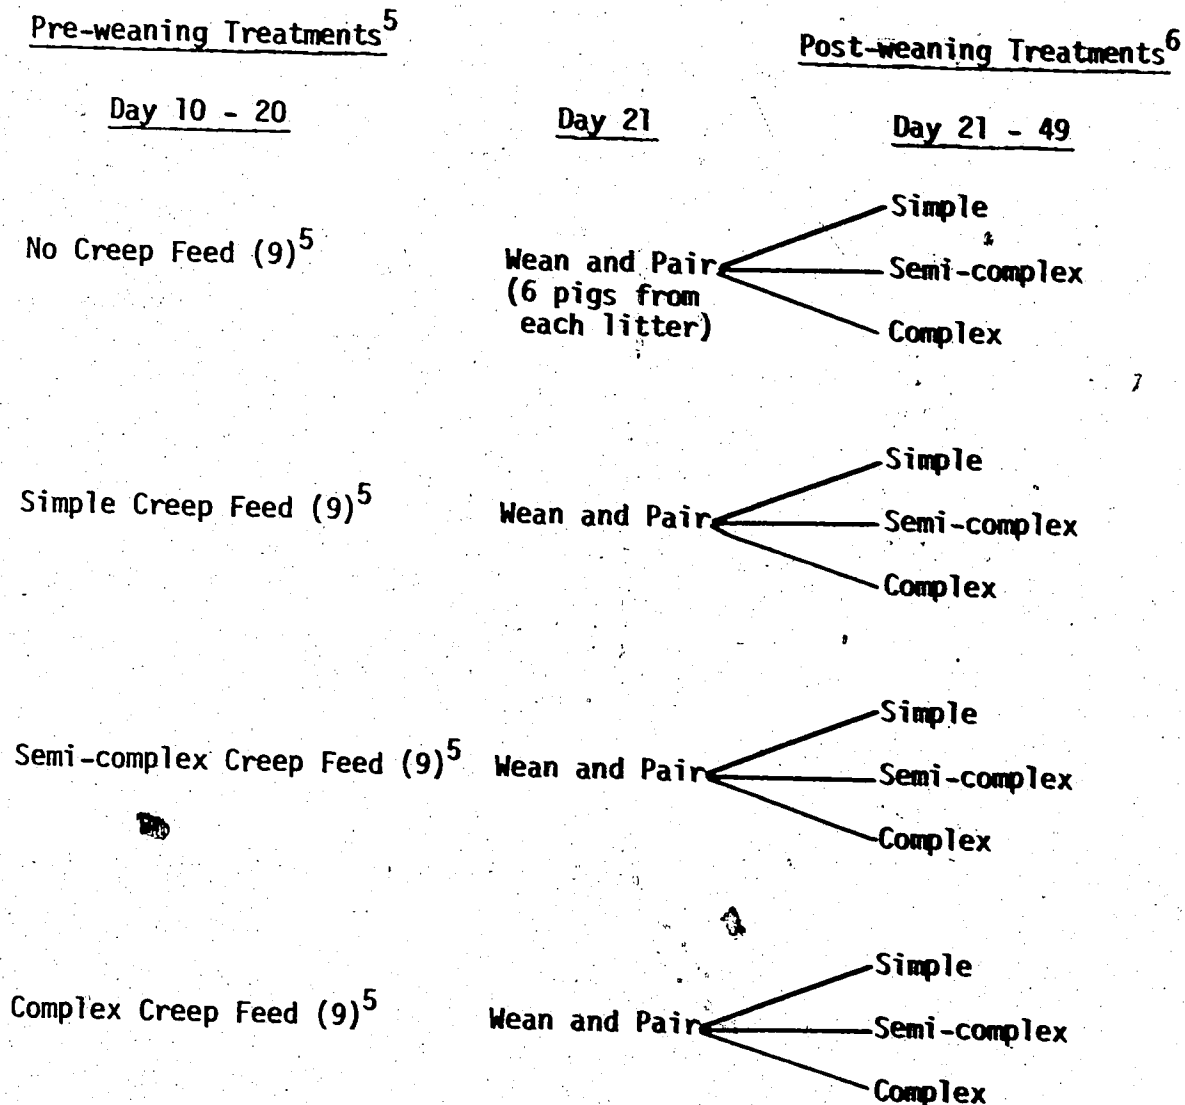 Pre-weaning Treatments5
Post-weaning Treatments6
Day 10 - 20
Day 21
Day 21 - 49
No Creep Feed (9)5
Wean and Pair
(6 pigs from
each litter)
Simple
Semi-complex
Complex
Simple Creep Feed (9)5
Wean and Pair
Simple
Semi-complex
Complex
Semi-complex Creep Feed (9)5
Wean and Pair
Simple
Semi-complex
Complex
Complex Creep Feed (9)5
Wean and Pair
Simple
Semi-complex
Complex